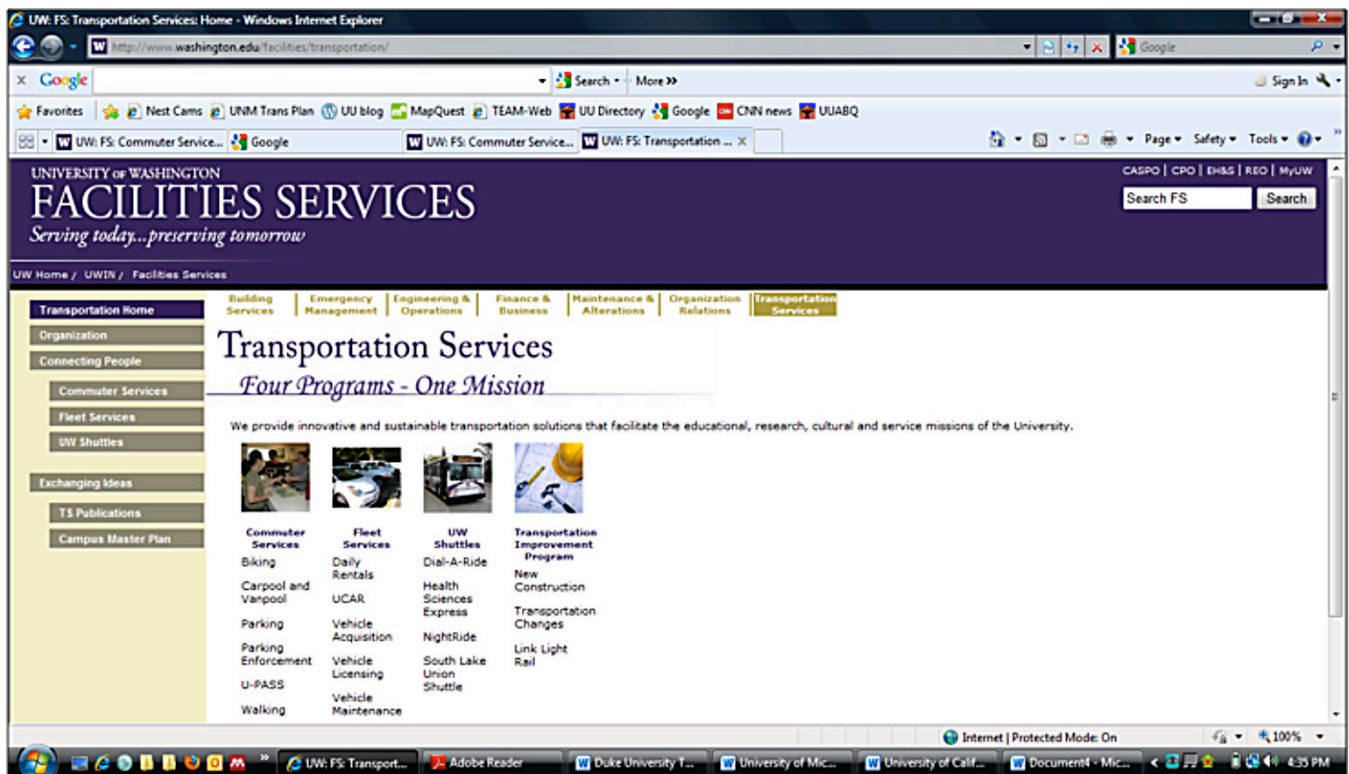 UW: FS: Transportation Services: Home - Windows Internet Explorer
http://www.washington.edu/facilities/transportation/
Google
x Google
Search
More >>
Sign In
Favorites
Nest Cams
UNM Trans Plan
UU blog
MapQuest
TEAM-Web
UU Directory
Google
CNN news
UUABQ
UW: FS: Commuter Service...
Google
UW: FS: Commuter Service...
UW: FS: Transportation ... X
Page
Safety
Tools
UNIVERSITY of WASHINGTON
FACILITIES SERVICES
Serving today...preserving tomorrow
CASPO | CPO | EH&S | REO | MyUW
Search FS
Search
UW Home / UWIN / Facilities Services
Transportation Home
Organization
Connecting People
Commuter Services
Fleet Services
UW Shuttles
Exchanging Ideas
TS Publications
Campus Master Plan
Building
Services
Emergency
Management
Engineering &
Operations
Finance &
Business
Maintenance &
Alterations
Organization
Relations
Transportation
Services
Transportation Services
Four Programs - One Mission
We provide innovative and sustainable transportation solutions that facilitate the educational, research, cultural and service missions of the University.
Commuter
Services
Biking
Carpool and
Vanpool
Parking
Parking
Enforcement
U-PASS
Walking
Fleet
Services
Daily
Rentals
UCAR
Vehicle
Acquisition
Vehicle
Licensing
Vehicle
Maintenance
UW
Shuttles
Dial-A-Ride
Health
Sciences
Express
NightRide
South Lake
Union
Shuttle
Transportation
Improvement
Program
New
Construction
Transportation
Changes
Link Light
Rail
Internet | Protected Mode: On
100%
UW: FS: Transport...
Adobe Reader
Duke University T...
University of Mic...
University of Calif...
Document4 - Mic...
4:35 PM